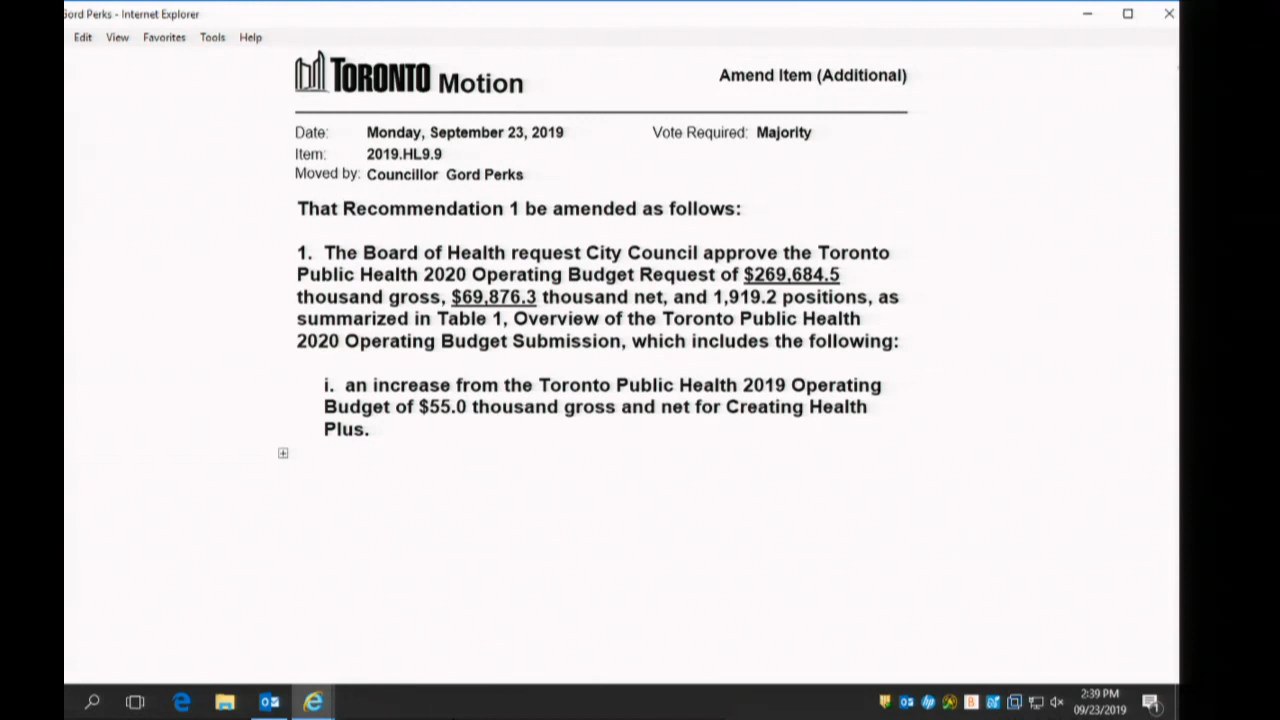 Gord Perks - Internet Explorer
Edit View Favorites Tools Help
TORONTO Motion
Amend Item (Additional)
Date: Monday, September 23, 2019
Vote Required: Majority
Item: 2019.HL9.9
Moved by: Councillor Gord Perks
That Recommendation 1 be amended as follows:
1. The Board of Health request City Council approve the Toronto
Public Health 2020 Operating Budget Request of $269,684.5
thousand gross, $69,876.3 thousand net, and 1,919.2 positions, as
summarized in Table 1, Overview of the Toronto Public Health
2020 Operating Budget Submission, which includes the following:
i. an increase from the Toronto Public Health 2019 Operating
Budget of $55.0 thousand gross and net for Creating Health
Plus.
2:39 PM
09/23/2019